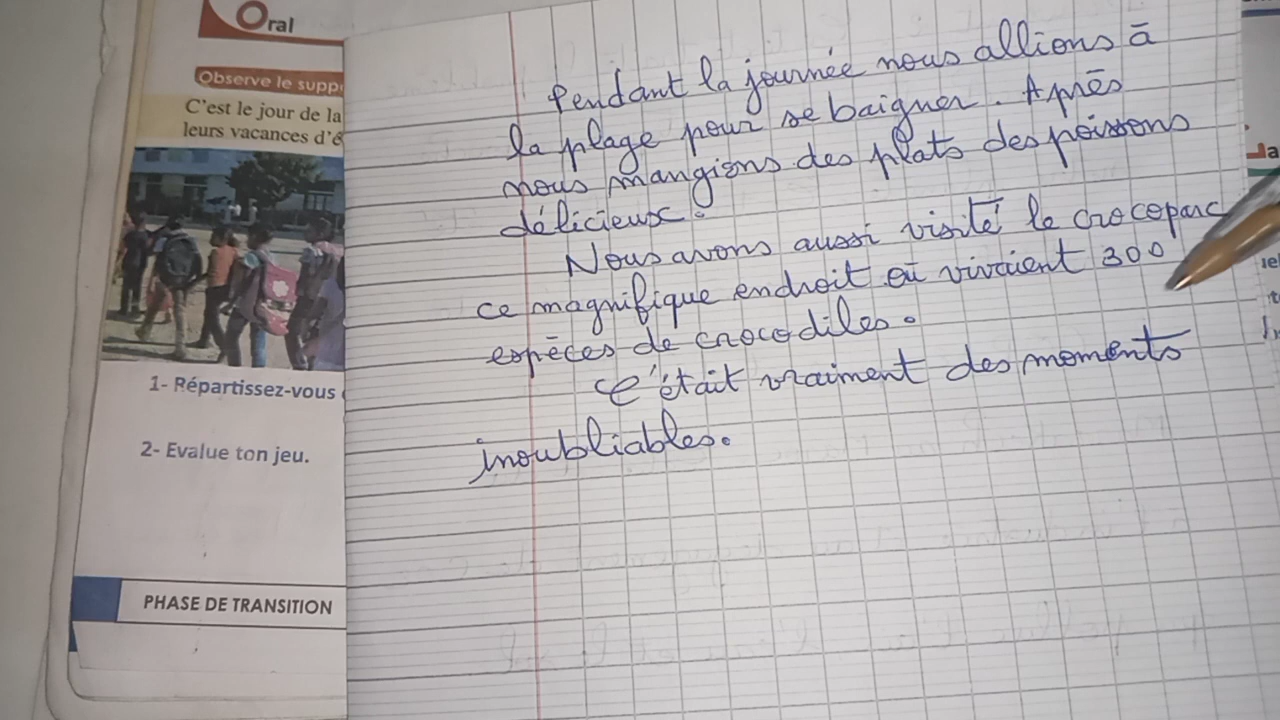 Oral
Observe le supp
C'est le jour de la
leurs vacances d'é
1- Répartissez-vous
2- Evalue ton jeu.
PHASE DE TRANSITION
Pendant la journée nous allions à
la plage pour se baigner. Après
nous mangions des plats des poissons
délicieux.
Nous avons aussi visité le crocoparc
ce magnifique endroit où vivaient 300
espèces de crocodiles.
C'était vraiment des moments
inoubliables.